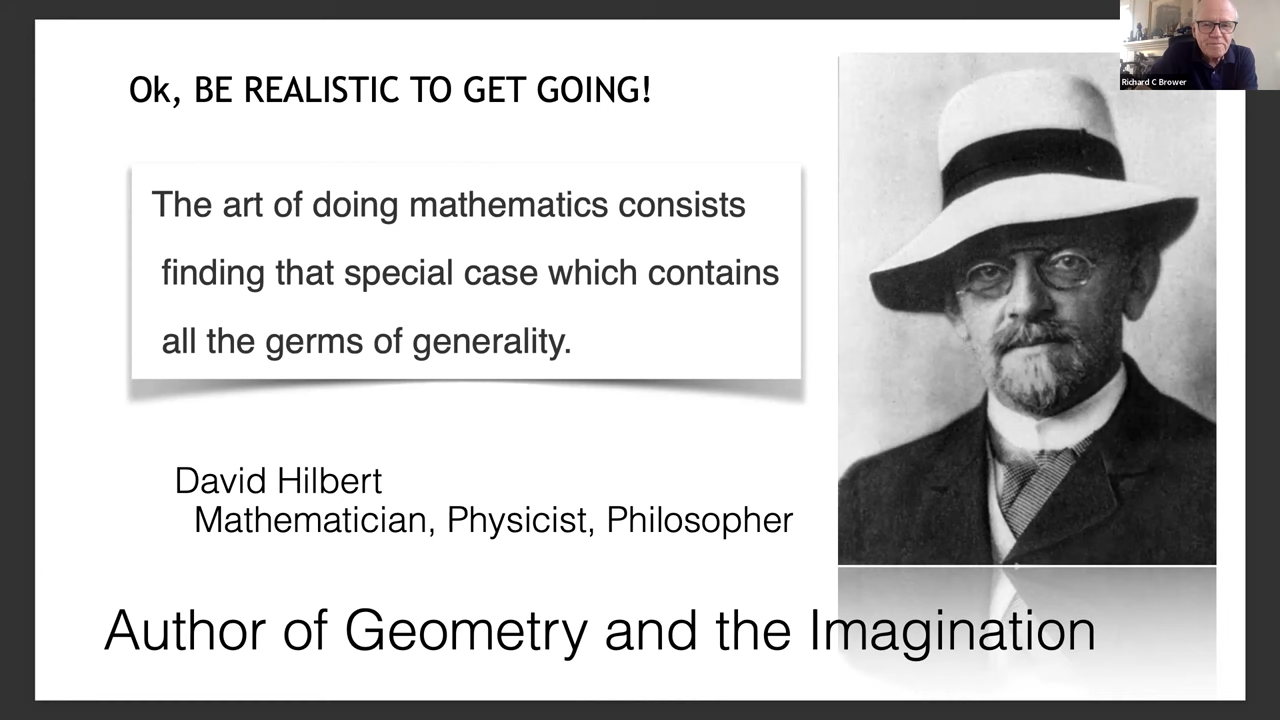 Ok, BE REALISTIC TO GET GOING!
Richard C Brower
The art of doing mathematics consists
finding that special case which contains
all the germs of generality.
David Hilbert
Mathematician, Physicist, Philosopher
Author of Geometry and the Imagination